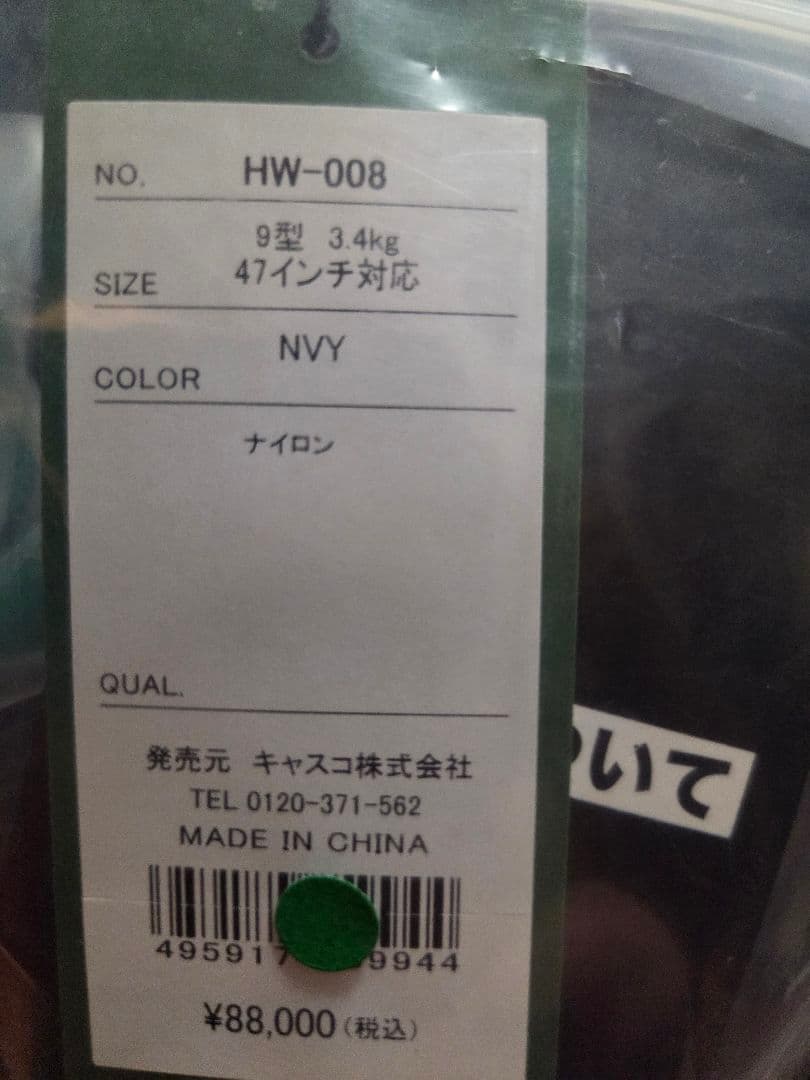 NO. HW-008
9型 3.4kg
SIZE 47インチ対応
NVY
COLOR
ナイロン
QUAL.
発売元 キャスコ株式会社
TEL 0120-371-562
MADE IN CHINA
¥88,000(税込)
いて